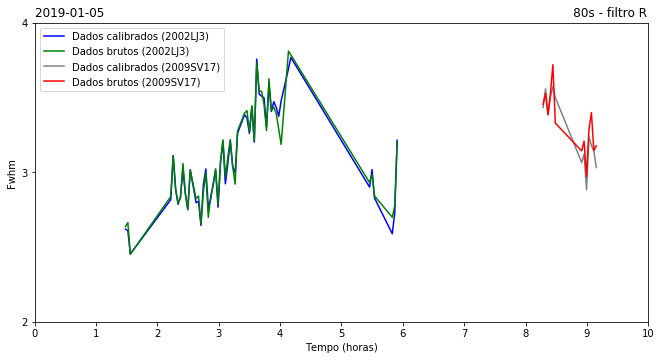 2019-01-05
80s - filtro R
Dados calibrados (2002LJ3)
Dados brutos (2002LJ3)
Dados calibrados (2009SV17)
Dados brutos (2009SV17)
4
3
2
Fwhm
0 1 2 3 4 5 6 7 8 9 10
Tempo (horas)